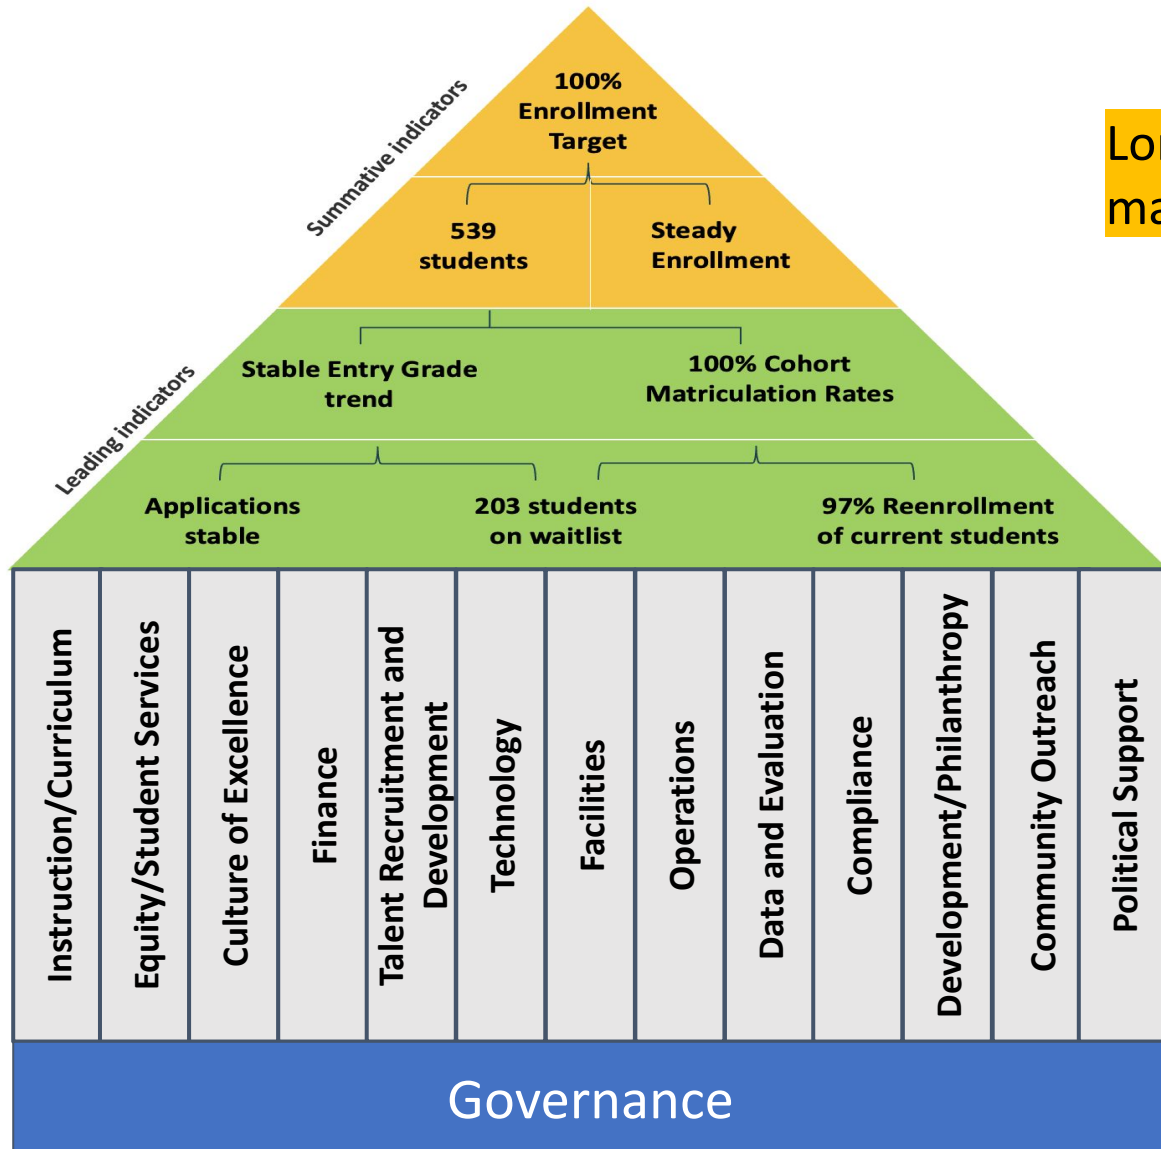 Summative indicators
100%
Enrollment
Target
539
students
Steady
Enrollment
Leading indicators
Stable Entry Grade
trend
100% Cohort
Matriculation Rates
Applications
stable
203 students
on waitlist
97% Reenrollment
of current students
Instruction/Curriculum
Equity/Student Services
Culture of Excellence
Finance
Talent Recruitment and
Development
Technology
Facilities
Operations
Data and Evaluation
Compliance
Development/Philanthropy
Community Outreach
Political Support
Governance